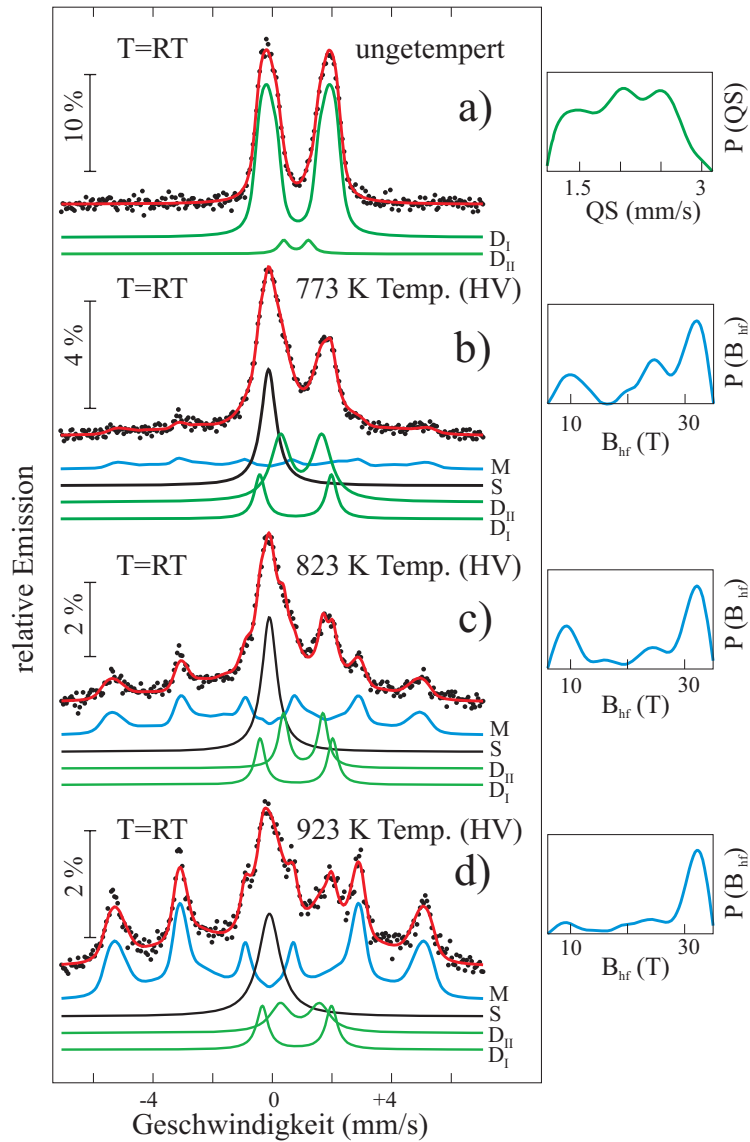 T=RT
ungetempert
10 %
a)
D_I
D_II
P (QS)
1.5
3
QS (mm/s)
T=RT
773 K Temp. (HV)
4 %
b)
M
S
D_II
D_I
P (B_hf)
10
30
B_hf (T)
T=RT
823 K Temp. (HV)
2 %
c)
M
S
D_II
D_I
P (B_hf)
10
30
B_hf (T)
T=RT
923 K Temp. (HV)
2 %
d)
M
S
D_II
D_I
P (B_hf)
10
30
B_hf (T)
relative Emission
-4
0
+4
Geschwindigkeit (mm/s)